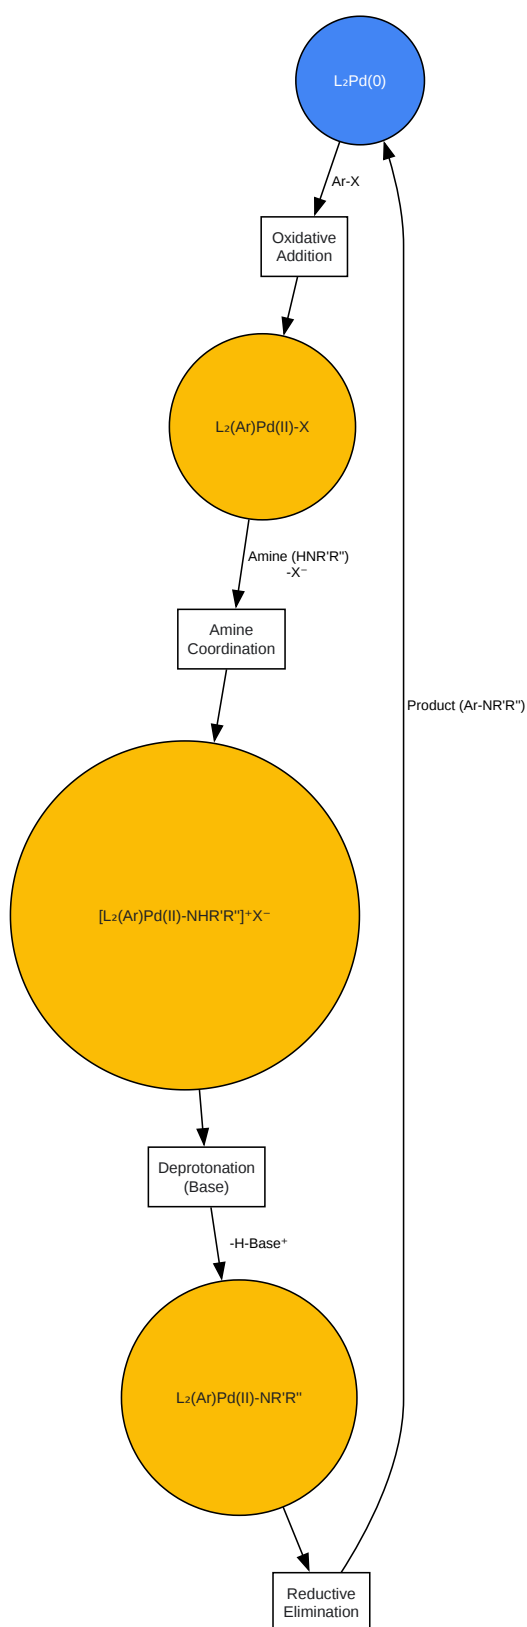 L₂Pd(0)
Ar-X
Oxidative
Addition
L₂(Ar)Pd(II)-X
Amine (HNR'R")
-X⁻
Amine
Coordination
Product (Ar-NR'R")
[L₂(Ar)Pd(II)-NHR'R"]⁺X⁻
Deprotonation
(Base)
-H-Base⁺
L₂(Ar)Pd(II)-NR'R"
Reductive
Elimination